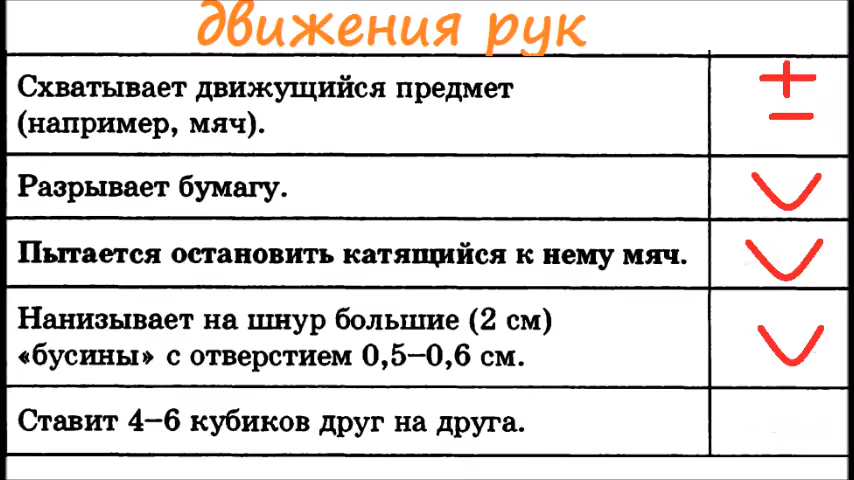 движения рук
Схватывает движущийся предмет
(например, мяч).
+
–
Разрывает бумагу.
Пытается остановить катящийся к нему мяч.
Нанизывает на шнур большие (2 см)
«бусины» с отверстием 0,5–0,6 см.
Ставит 4–6 кубиков друг на друга.